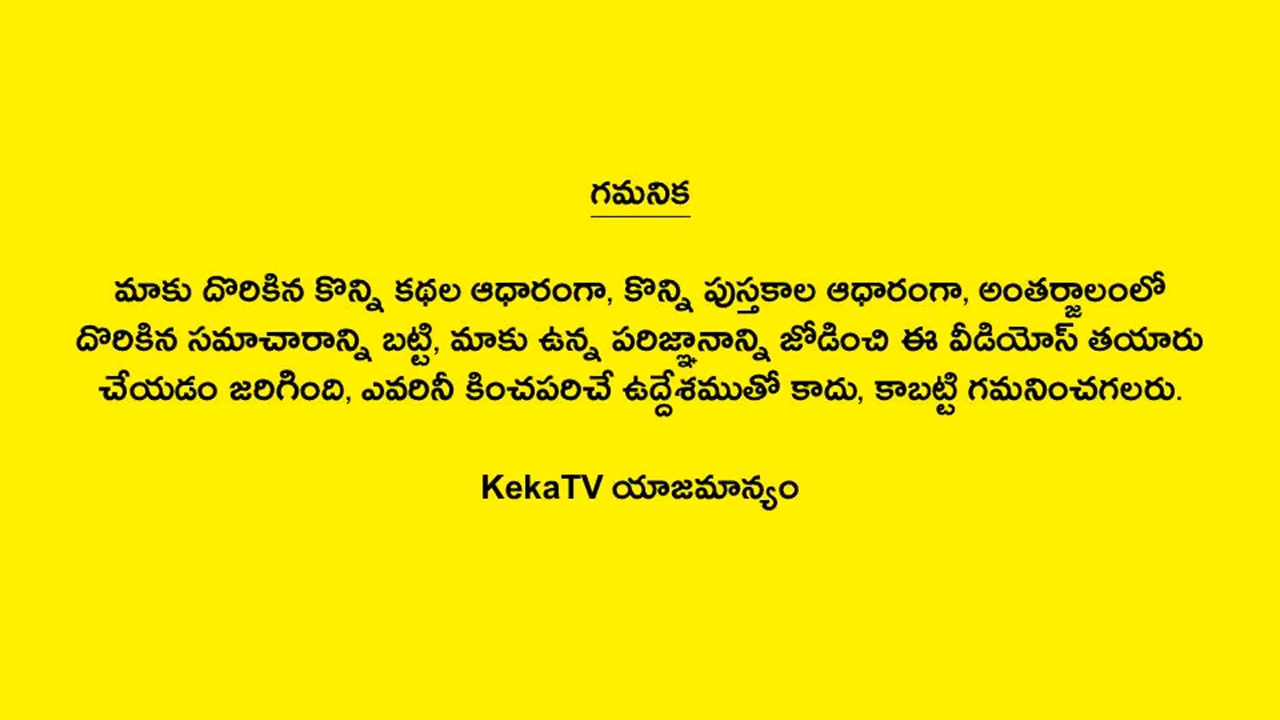 గమనిక
మాకు దొరికిన కొన్ని కథల ఆధారంగా, కొన్ని పుస్తకాల ఆధారంగా, అంతర్జాలంలో
దొరికిన సమాచారాన్ని బట్టి, మాకు ఉన్న పరిజ్ఞానాన్ని జోడించి ఈ వీడియోస్ తయారు
చేయడం జరిగింది, ఎవరినీ కించపరిచే ఉద్దేశముతో కాదు, కాబట్టి గమనించగలరు.
KekaTV యాజమాన్యం